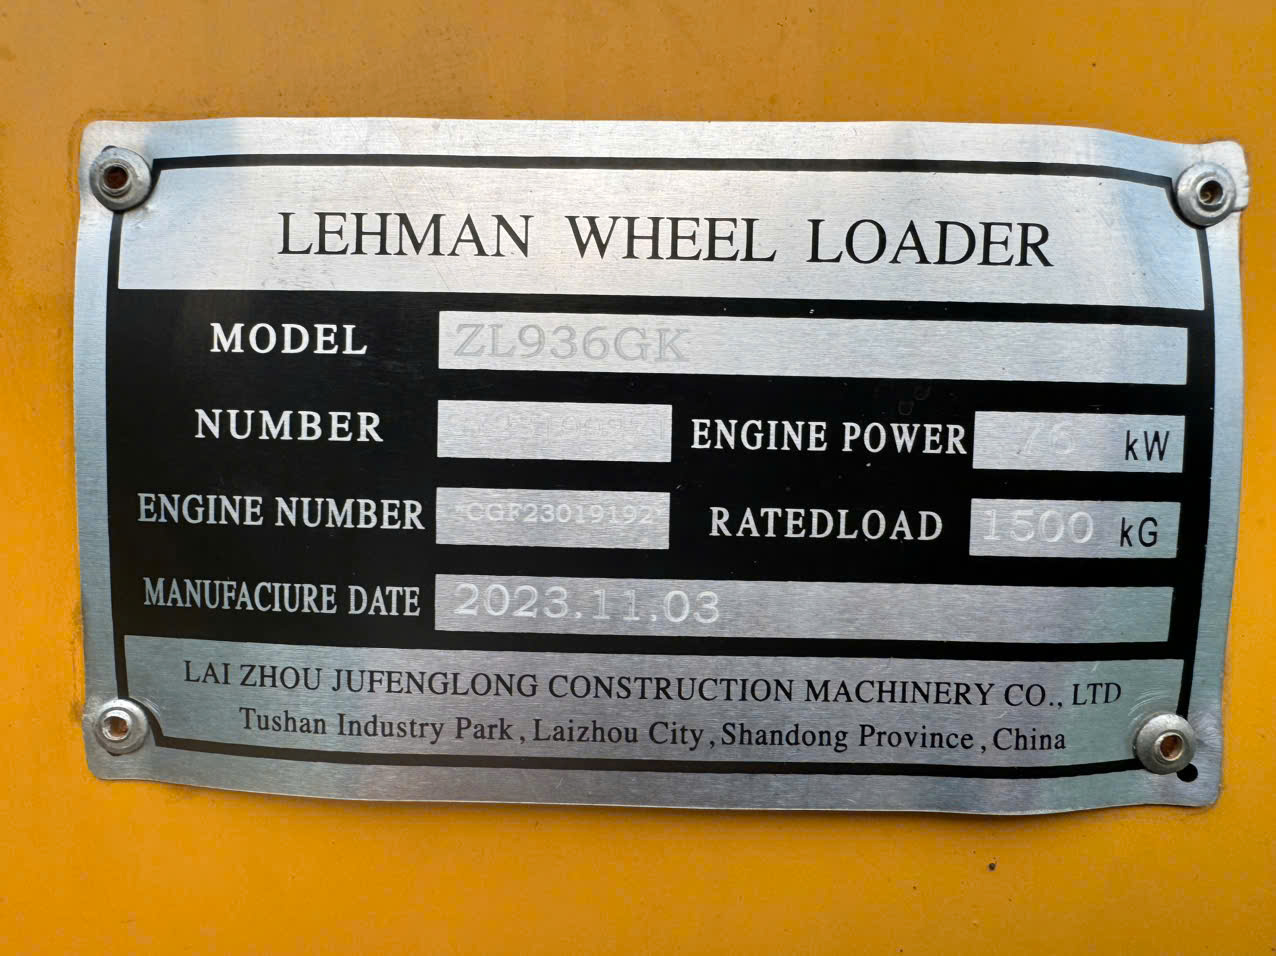 LEHMAN WHEEL LOADER
MODEL ZL936GK
NUMBER ENGINE POWER 76 kW
ENGINE NUMBER *CGF23019192* RATEDLOAD 1500 kG
MANUFACIURE DATE 2023.11.03
LAI ZHOU JUFENGLONG CONSTRUCTION MACHINERY CO., LTD
Tushan Industry Park, Laizhou City, Shandong Province, China